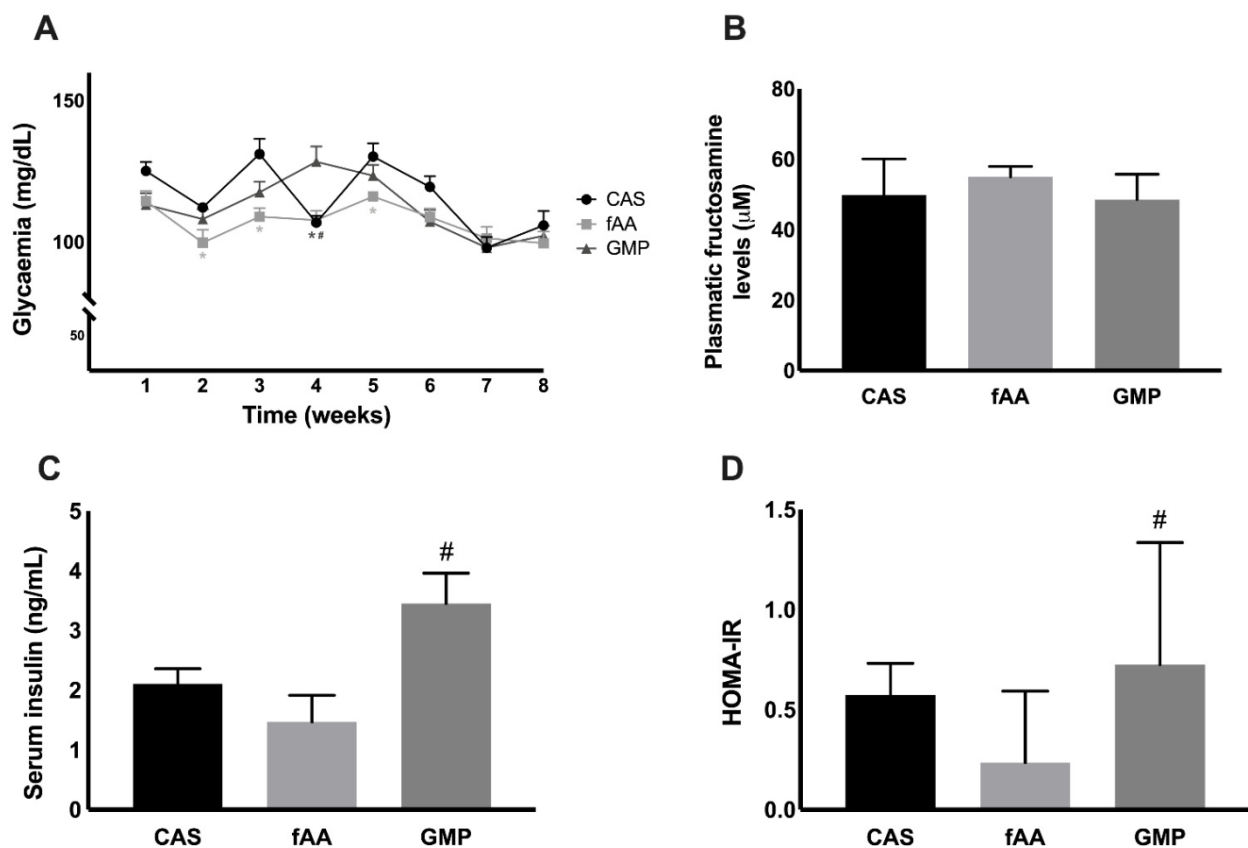 A
Glycaemia (mg/dL)
150
100
50
*
*
*#
*
1 2 3 4 5 6 7 8
Time (weeks)
CAS
fAA
GMP
B
Plasmatic fructosamine
levels (μM)
80
60
40
20
0
CAS fAA GMP
C
Serum insulin (ng/mL)
5
4
3
2
1
0
#
CAS fAA GMP
D
HOMA-IR
1.5
1.0
0.5
0.0
#
CAS fAA GMP